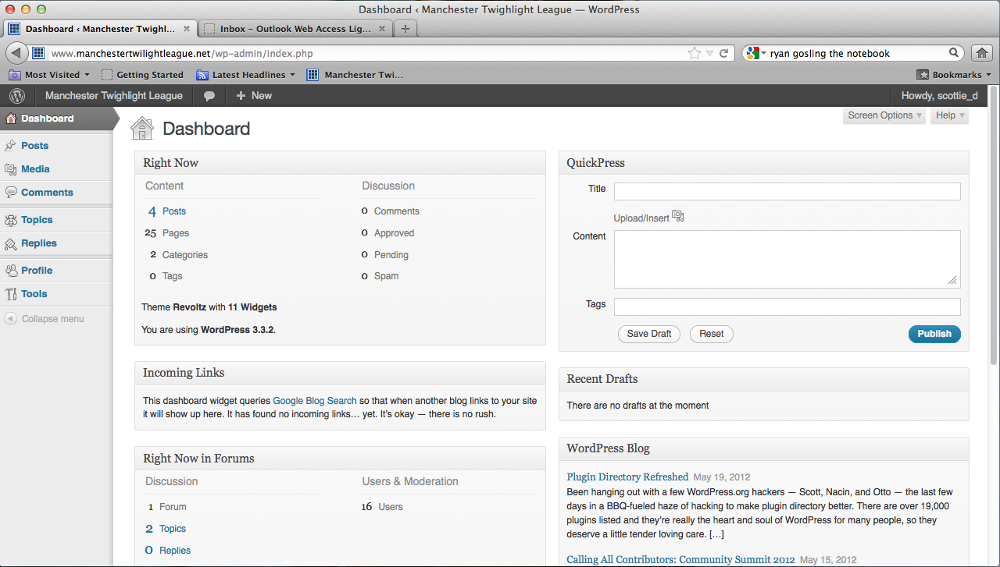 Dashboard ‹ Manchester Twighlight League — WordPress
Dashboard ‹ Manchester Twighl...
Inbox – Outlook Web Access Lig...
www.manchestertwilightleague.net/wp-admin/index.php
ryan gosling the notebook
Most Visited
Getting Started
Latest Headlines
Manchester Twi...
Bookmarks
Manchester Twighlight League
+ New
Howdy, scottie_d
Dashboard
Posts
Media
Comments
Topics
Replies
Profile
Tools
Collapse menu
Screen Options
Help
Dashboard
Right Now
Content
4 Posts
25 Pages
2 Categories
0 Tags
Discussion
0 Comments
0 Approved
0 Pending
0 Spam
Theme Revoltz with 11 Widgets
You are using WordPress 3.3.2.
Incoming Links
This dashboard widget queries Google Blog Search so that when another blog links to your site
it will show up here. It has found no incoming links… yet. It’s okay — there is no rush.
Right Now in Forums
Discussion
1 Forum
2 Topics
0 Replies
Users & Moderation
16 Users
QuickPress
Title
Upload/Insert
Content
Tags
Save Draft
Reset
Publish
Recent Drafts
There are no drafts at the moment
WordPress Blog
Plugin Directory Refreshed May 19, 2012
Been hanging out with a few WordPress.org hackers — Scott, Nacin, and Otto — the last few
days in a BBQ-fueled haze of hacking to make plugin directory better. There are over 19,000
plugins listed and they’re really the heart and soul of WordPress for many people, so they
deserve a little tender loving care. […]
Calling All Contributors: Community Summit 2012 May 15, 2012